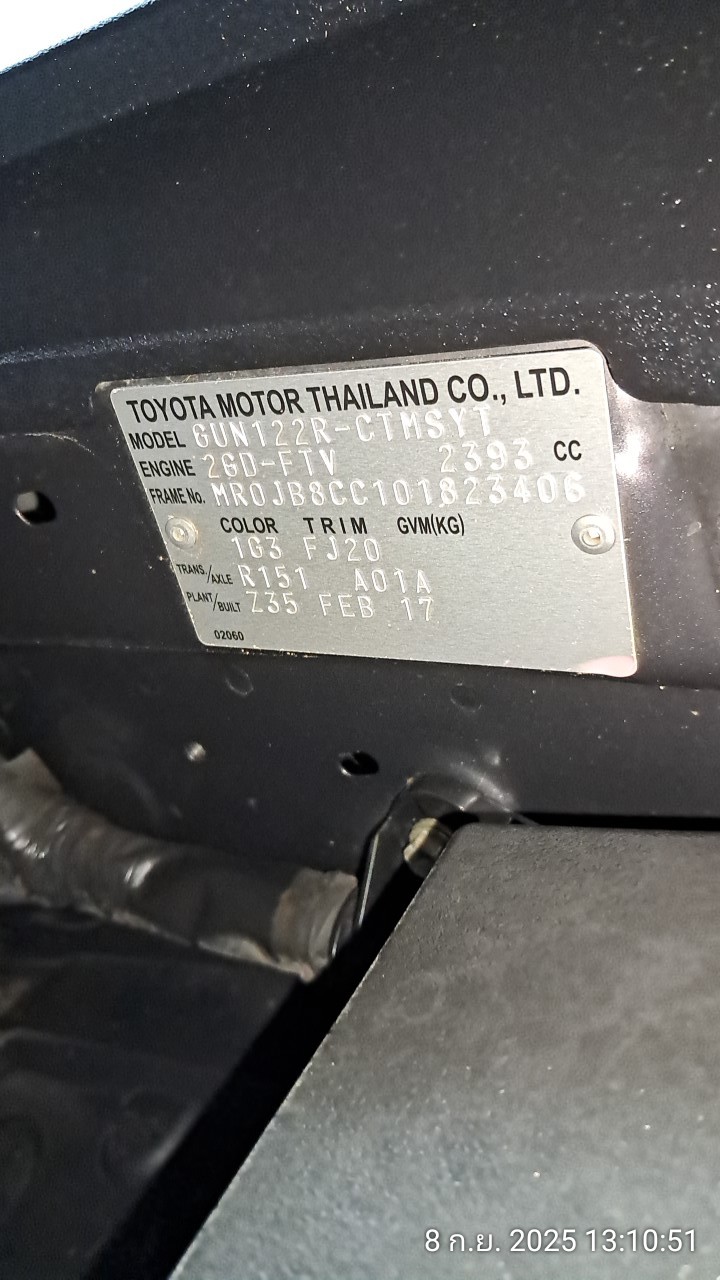 TOYOTA MOTOR THAILAND CO., LTD.
MODEL GUN122R-CTMSYT
ENGINE 2GD-FTV 2393 CC
FRAME No. MR0JB8CC101823406
COLOR TRIM GVM(KG)
1G3 FJ20
TRANS./AXLE R151 A01A
PLANT/BUILT Z35 FEB 17
02060
8 ก.ย. 2025 13:10:51